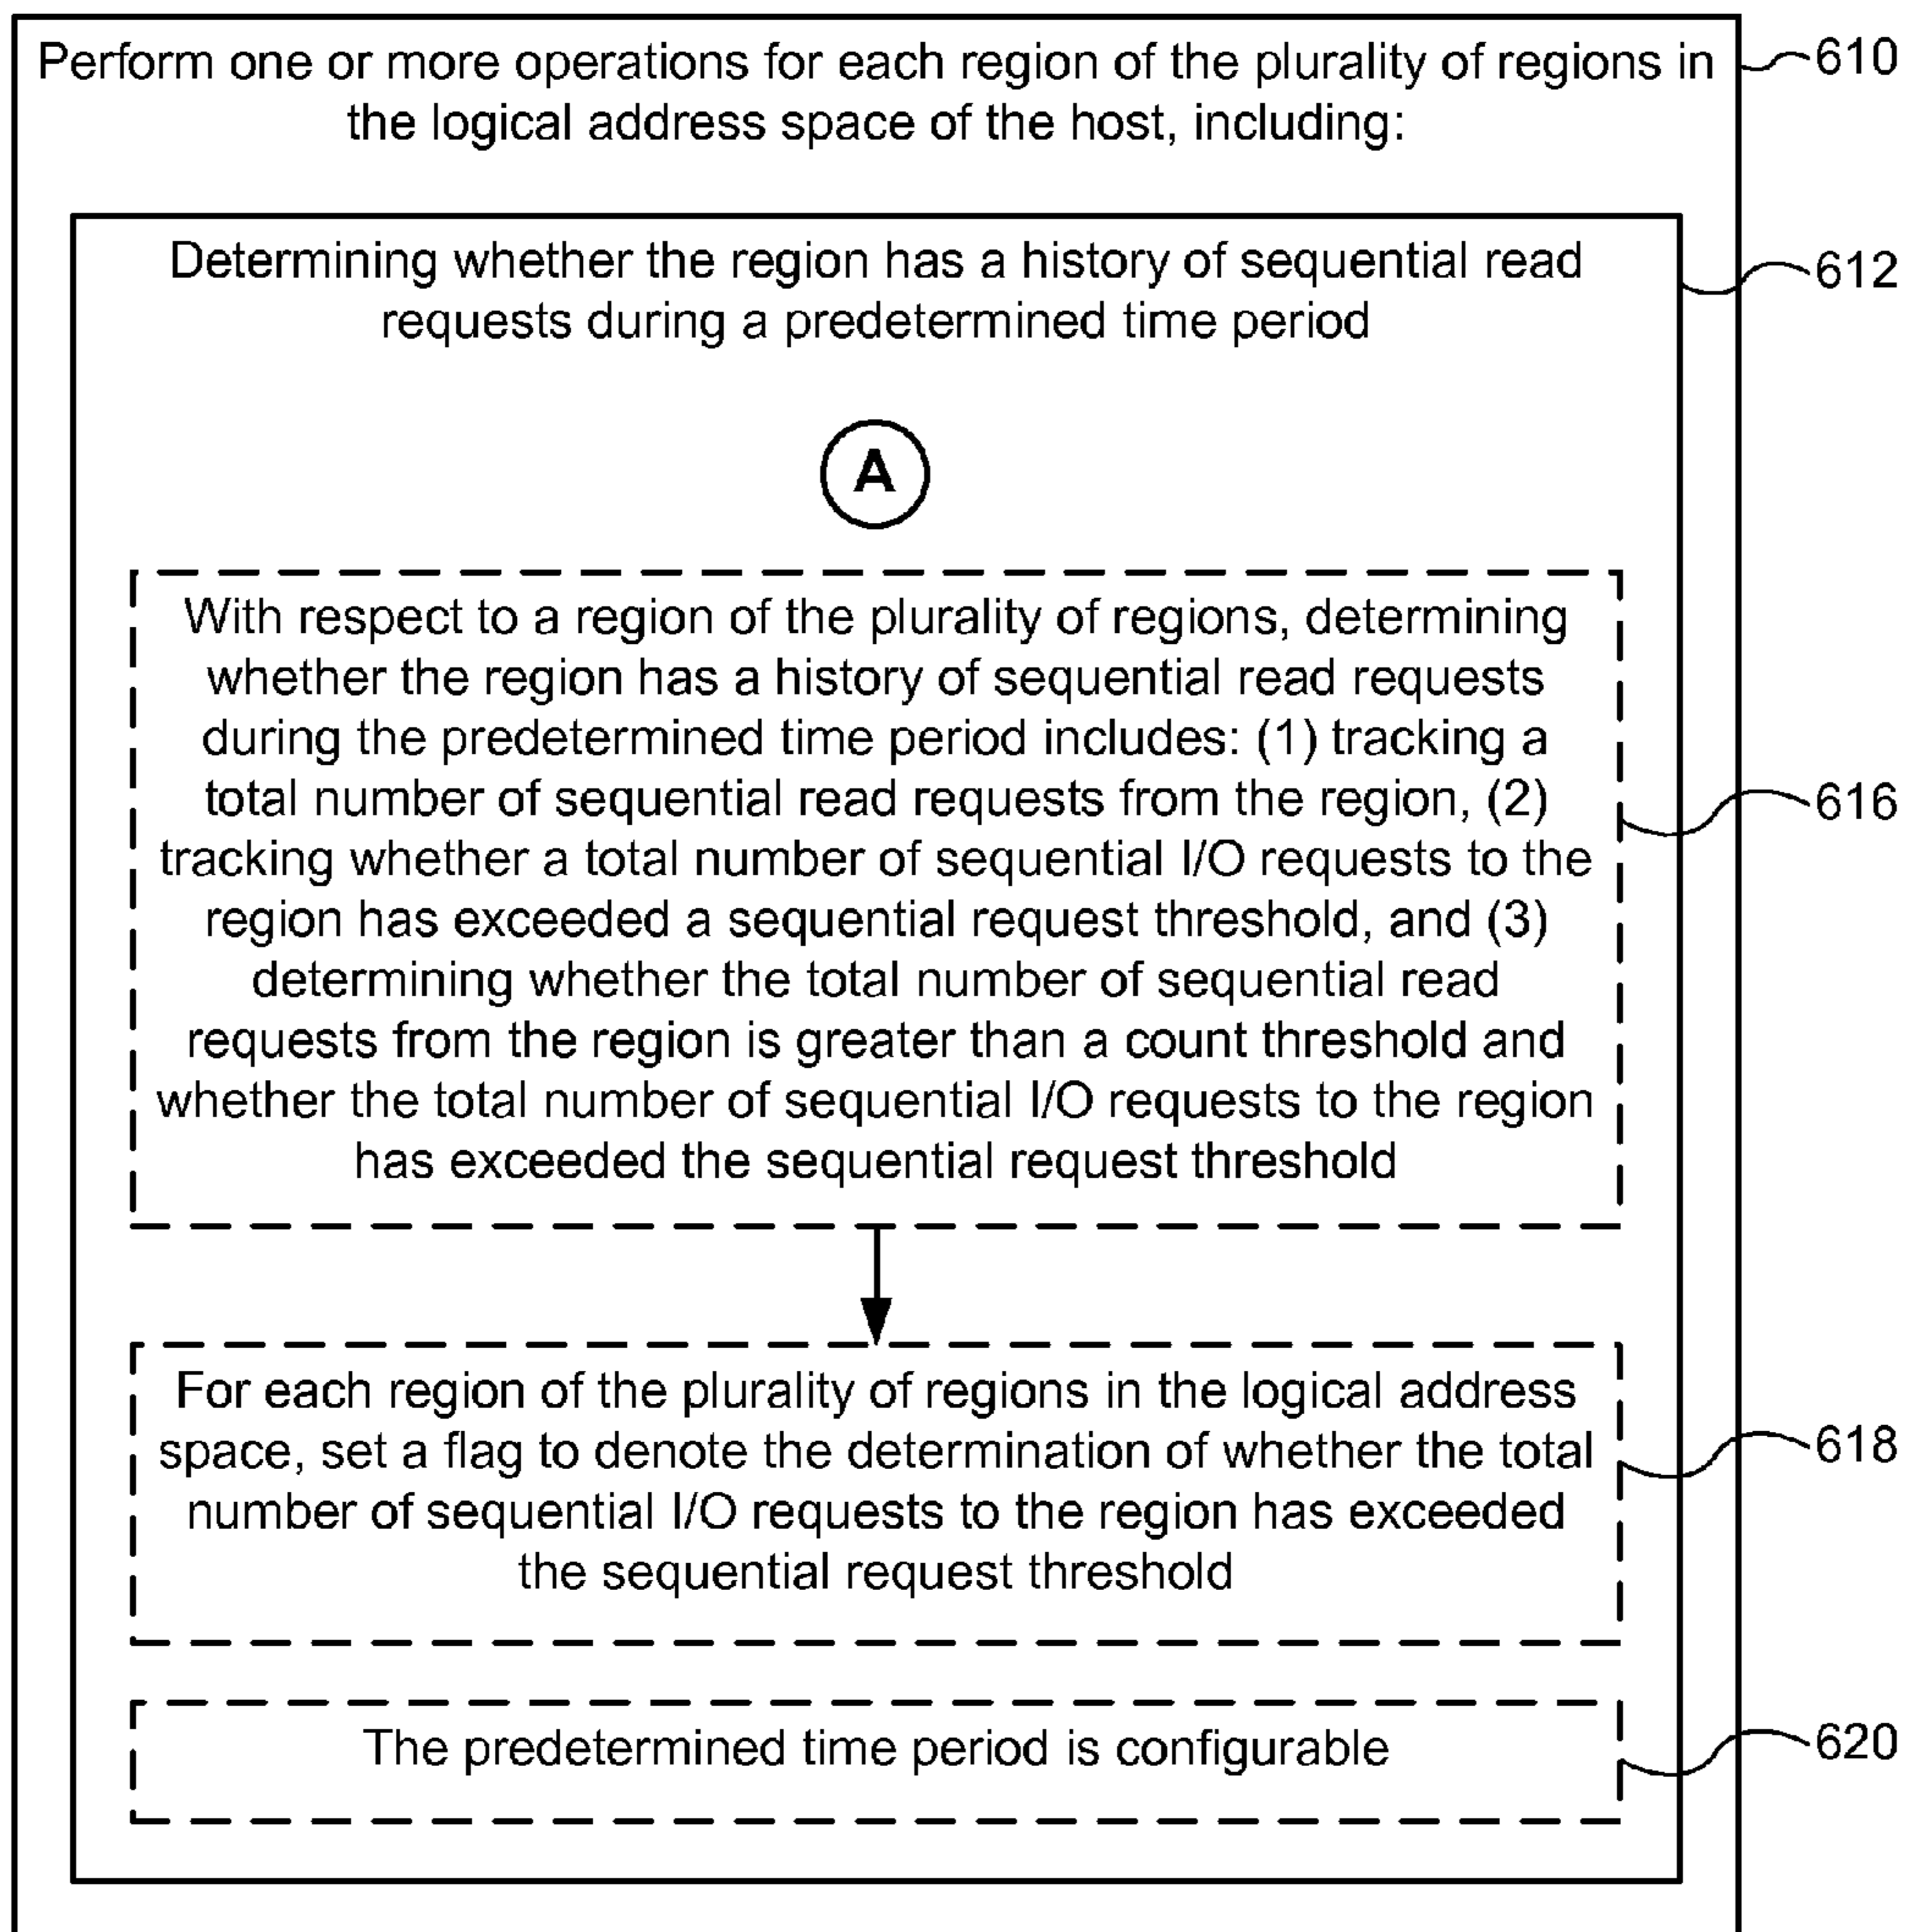 Perform one or more operations for each region of the plurality of regions in
the logical address space of the host, including:
610
Determining whether the region has a history of sequential read
requests during a predetermined time period
612
A
With respect to a region of the plurality of regions, determining
whether the region has a history of sequential read requests
during the predetermined time period includes: (1) tracking a
total number of sequential read requests from the region, (2)
tracking whether a total number of sequential I/O requests to the
region has exceeded a sequential request threshold, and (3)
determining whether the total number of sequential read
requests from the region is greater than a count threshold and
whether the total number of sequential I/O requests to the region
has exceeded the sequential request threshold
616
For each region of the plurality of regions in the logical address
space, set a flag to denote the determination of whether the total
number of sequential I/O requests to the region has exceeded
the sequential request threshold
618
The predetermined time period is configurable
620